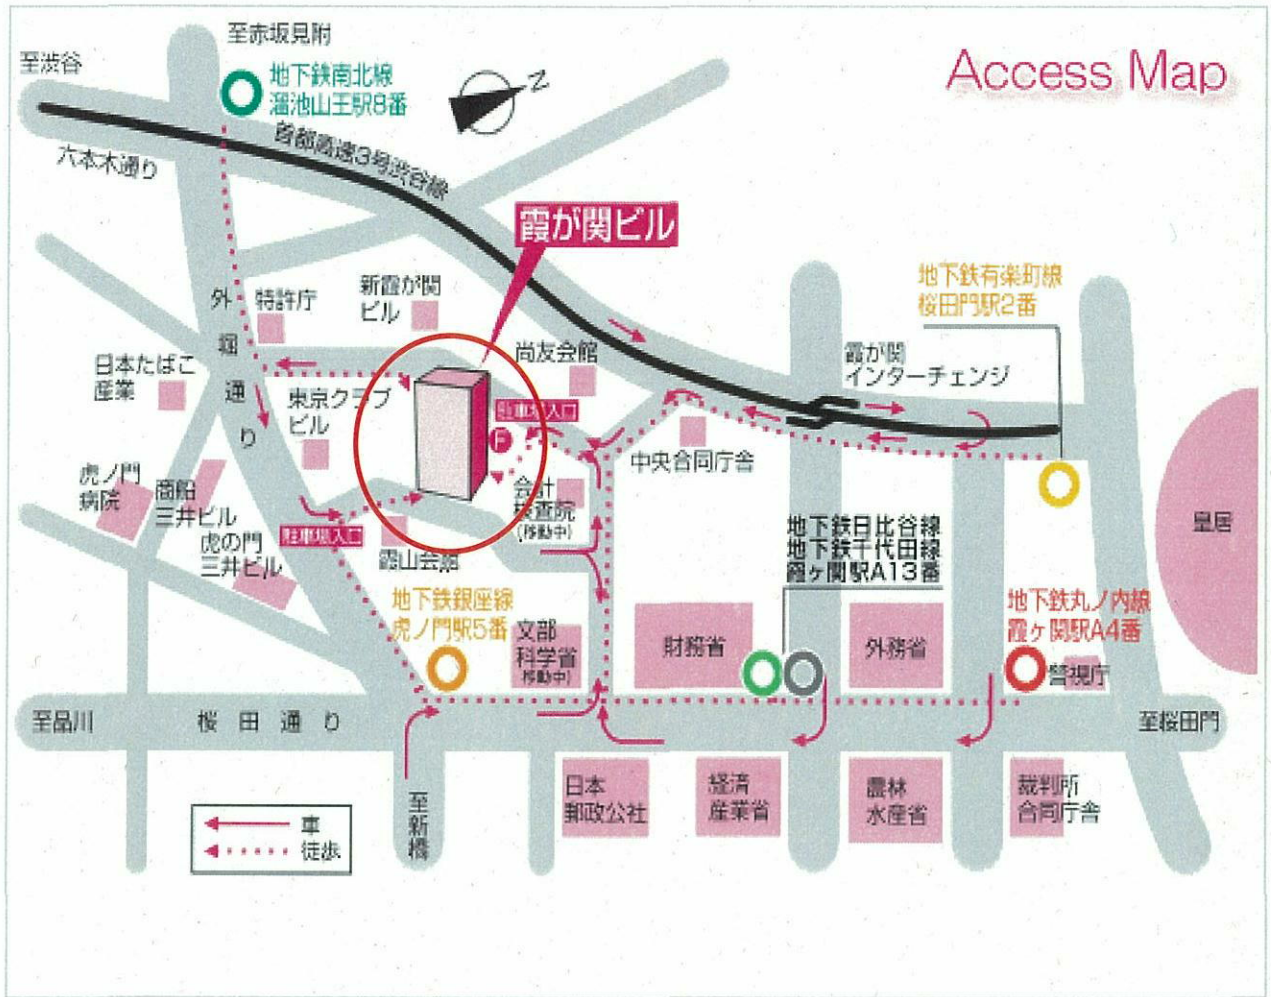 至赤坂見附
至渋谷
地下鉄南北線
溜池山王駅8番
N
Access Map
首都高速3号渋谷線
六本木通り
霞が関ビル
地下鉄有楽町線
桜田門駅2番
外堀通り
特許庁
新霞が関
ビル
尚友会館
霞が関
インターチェンジ
日本たばこ
産業
東京クラブ
ビル
駐車場入口
P
中央合同庁舎
虎ノ門
病院
商船
三井ビル
虎の門
三井ビル
駐車場入口
霞山会館
会計
検査院
(移動中)
地下鉄日比谷線
地下鉄千代田線
霞ヶ関駅A13番
皇居
地下鉄銀座線
虎ノ門駅5番
文部
科学省
(移動中)
財務省
外務省
地下鉄丸ノ内線
霞ヶ関駅A4番
警視庁
至品川
桜田通り
至桜田門
至新橋
日本
郵政公社
経済
産業省
農林
水産省
裁判所
合同庁舎
車
徒歩